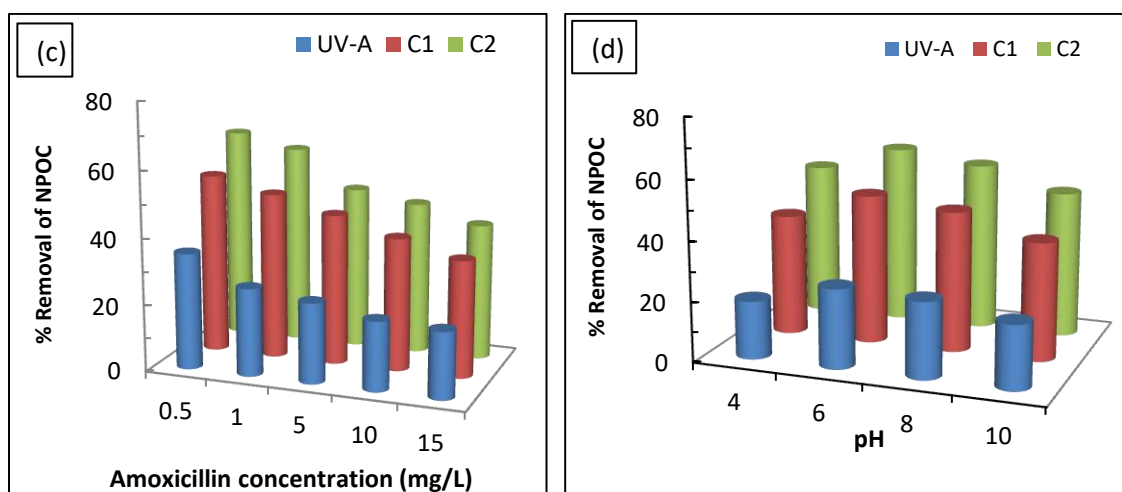 (c)
UV-A C1 C2
% Removal of NPOC
80
60
40
20
0
0.5 1 5 10 15
Amoxicillin concentration (mg/L)
(d)
UV-A C1 C2
% Removal of NPOC
80
60
40
20
0
4 6 8 10
pH